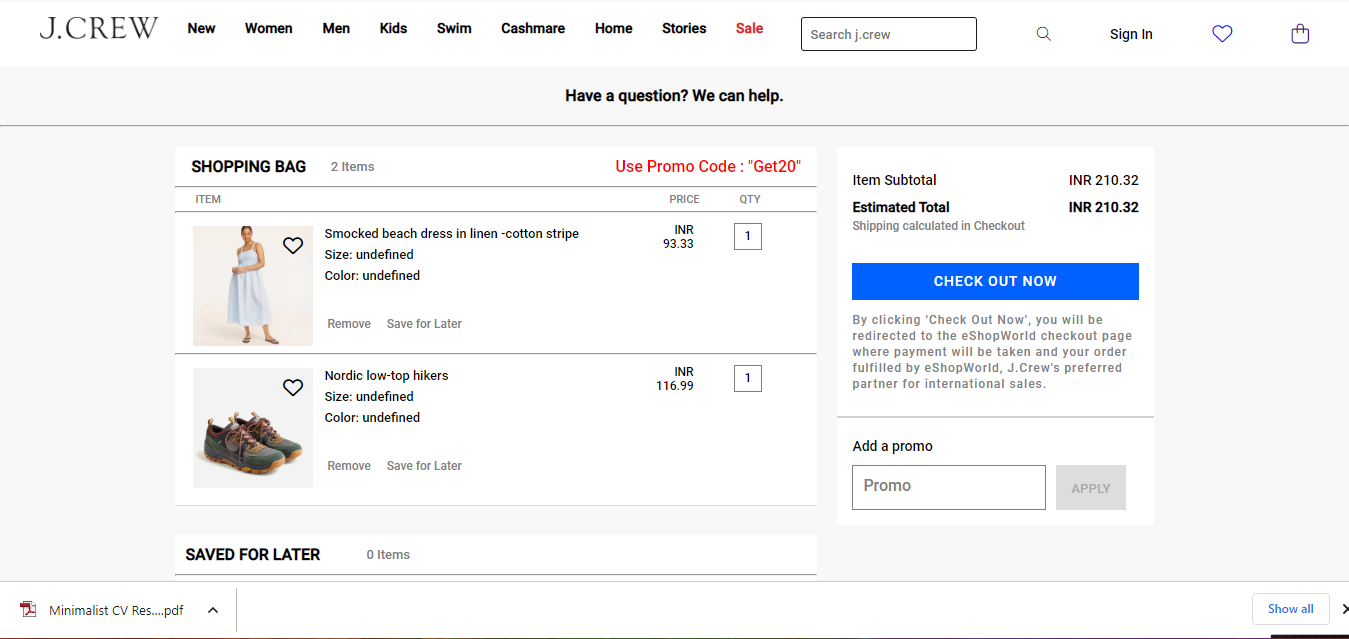 J.CREW New Women Men Kids Swim Cashmare Home Stories Sale Search j.crew Sign In
Have a question? We can help.
SHOPPING BAG 2 Items Use Promo Code : "Get20"
ITEM PRICE QTY
Smocked beach dress in linen -cotton stripe
Size: undefined
Color: undefined
INR
93.33
1
Remove Save for Later
Nordic low-top hikers
Size: undefined
Color: undefined
INR
116.99
1
Remove Save for Later
SAVED FOR LATER 0 Items
Item Subtotal INR 210.32
Estimated Total INR 210.32
Shipping calculated in Checkout
CHECK OUT NOW
By clicking ‘Check Out Now’, you will be
redirected to the eShopWorld checkout page
where payment will be taken and your order
fulfilled by eShopWorld, J.Crew's preferred
partner for international sales.
Add a promo
Promo APPLY
Minimalist CV Res....pdf Show all